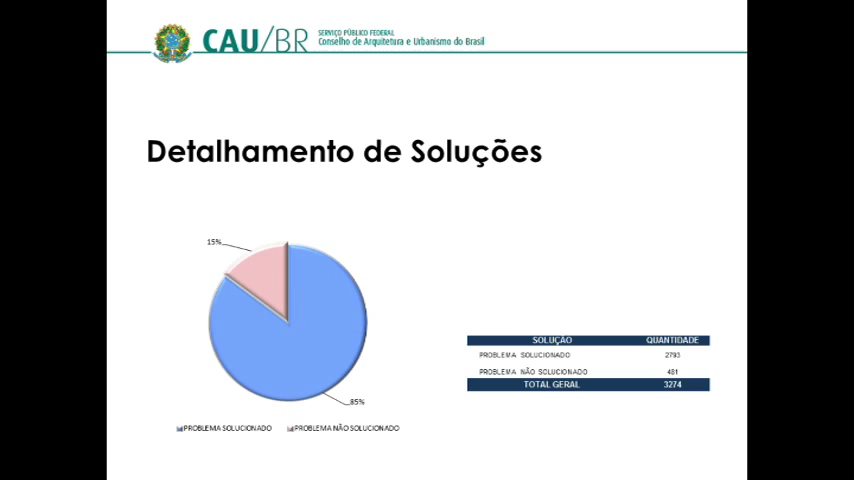 CAU/BR
SERVIÇO PÚBLICO FEDERAL
Conselho de Arquitetura e Urbanismo do Brasil
Detalhamento de Soluções
15%
85%
PROBLEMA SOLUCIONADO PROBLEMA NÃO SOLUCIONADO
SOLUÇÃO QUANTIDADE
PROBLEMA SOLUCIONADO 2793
PROBLEMA NÃO SOLUCIONADO 481
TOTAL GERAL 3274